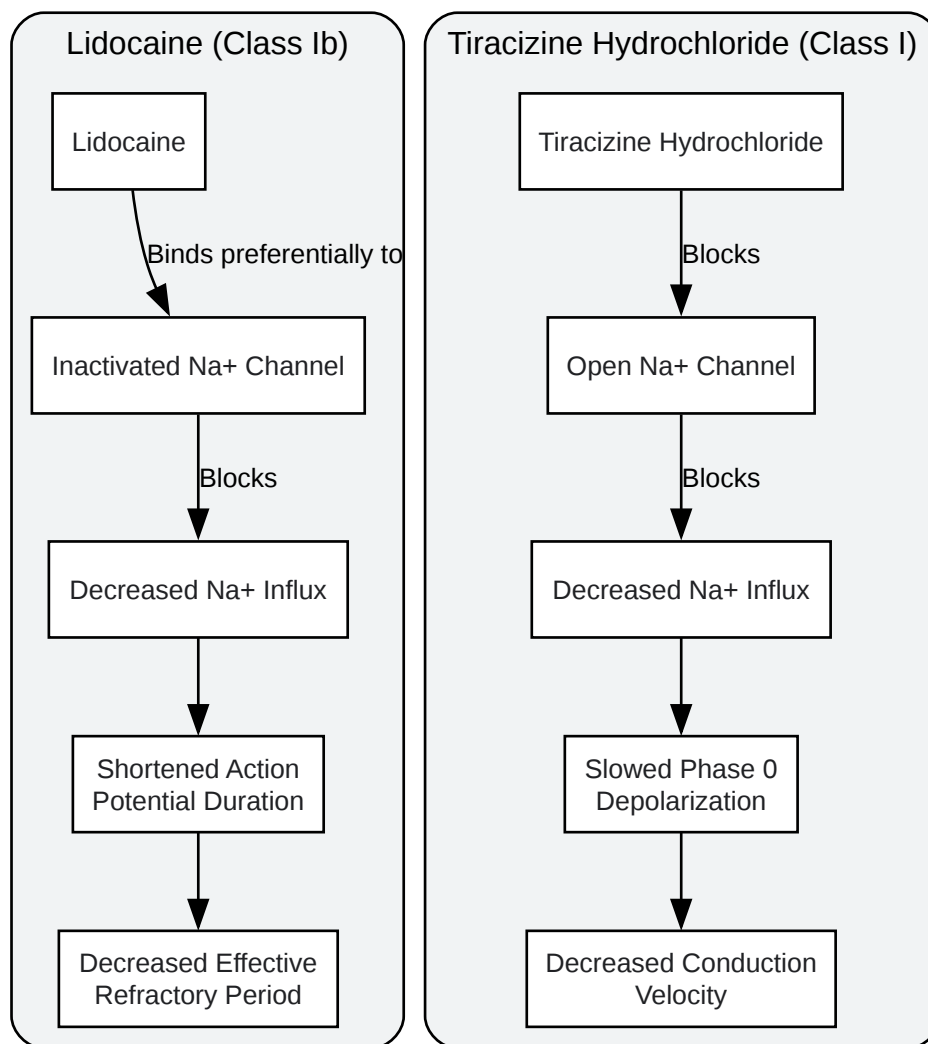 Lidocaine (Class Ib)
Lidocaine
Binds preferentially to
Inactivated Na+ Channel
Blocks
Decreased Na+ Influx
Shortened Action
Potential Duration
Decreased Effective
Refractory Period
Tiracizine Hydrochloride (Class I)
Tiracizine Hydrochloride
Blocks
Open Na+ Channel
Blocks
Decreased Na+ Influx
Slowed Phase 0
Depolarization
Decreased Conduction
Velocity